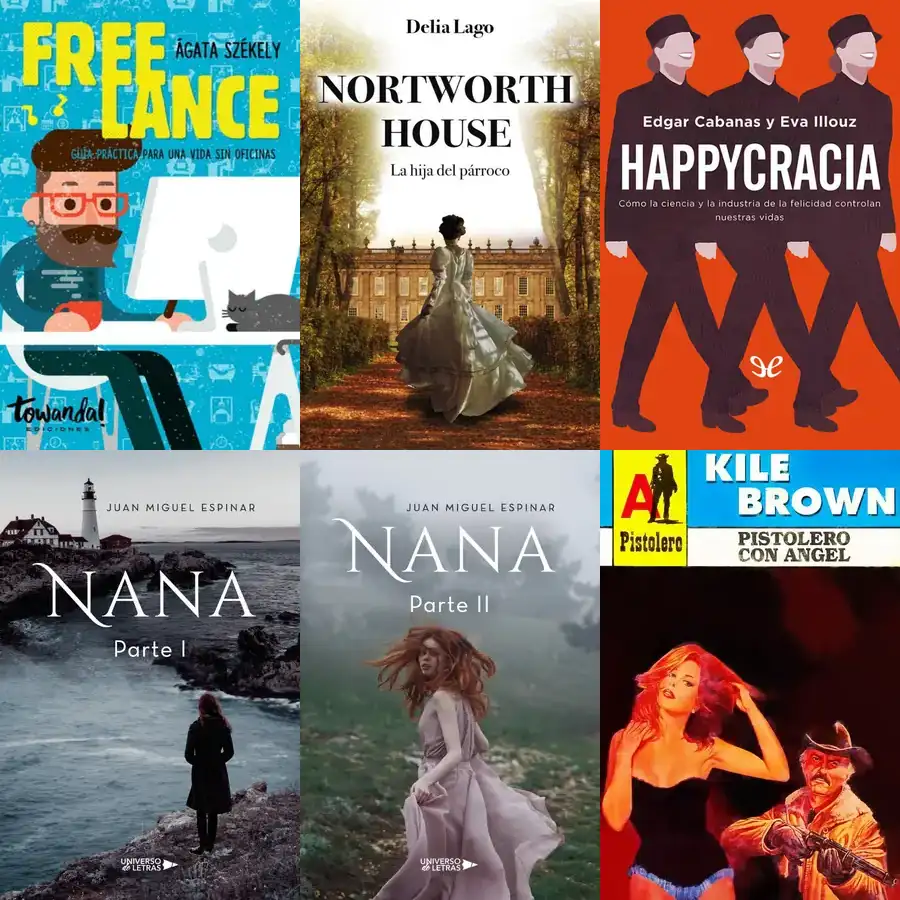 FREE
LANCE
ÁGATA SZÉKELY
GUÍA PRÁCTICA PARA UNA VIDA SIN OFICINAS
towanda!
EDICIONES
Delia Lago
NORTWORTH
HOUSE
La hija del párroco
Edgar Cabanas y Eva Illouz
HAPPYCRACIA
Cómo la ciencia y la industria de la felicidad controlan
nuestras vidas
JUAN MIGUEL ESPINAR
NANA
Parte I
UNIVERSO
DE LETRAS
JUAN MIGUEL ESPINAR
NANA
Parte II
UNIVERSO
DE LETRAS
A
Pistolero
KILE
BROWN
PISTOLERO
CON ANGEL